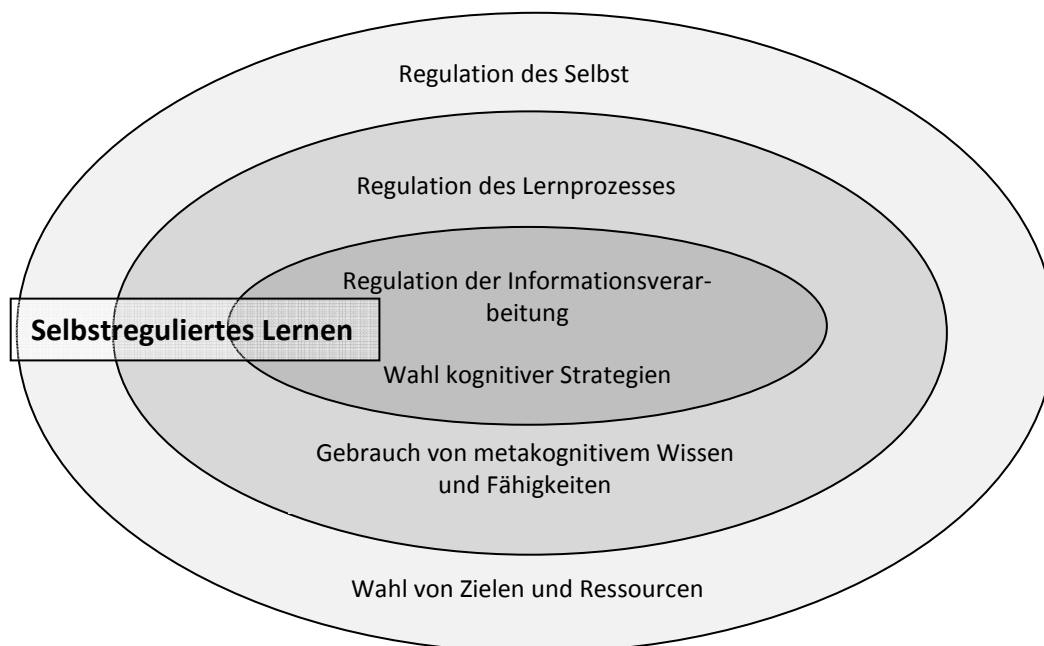 Regulation des Selbst
Regulation des Lernprozesses
Regulation der Informationsverar-
beitung
Selbstreguliertes Lernen
Wahl kognitiver Strategien
Gebrauch von metakognitivem Wissen
und Fähigkeiten
Wahl von Zielen und Ressourcen